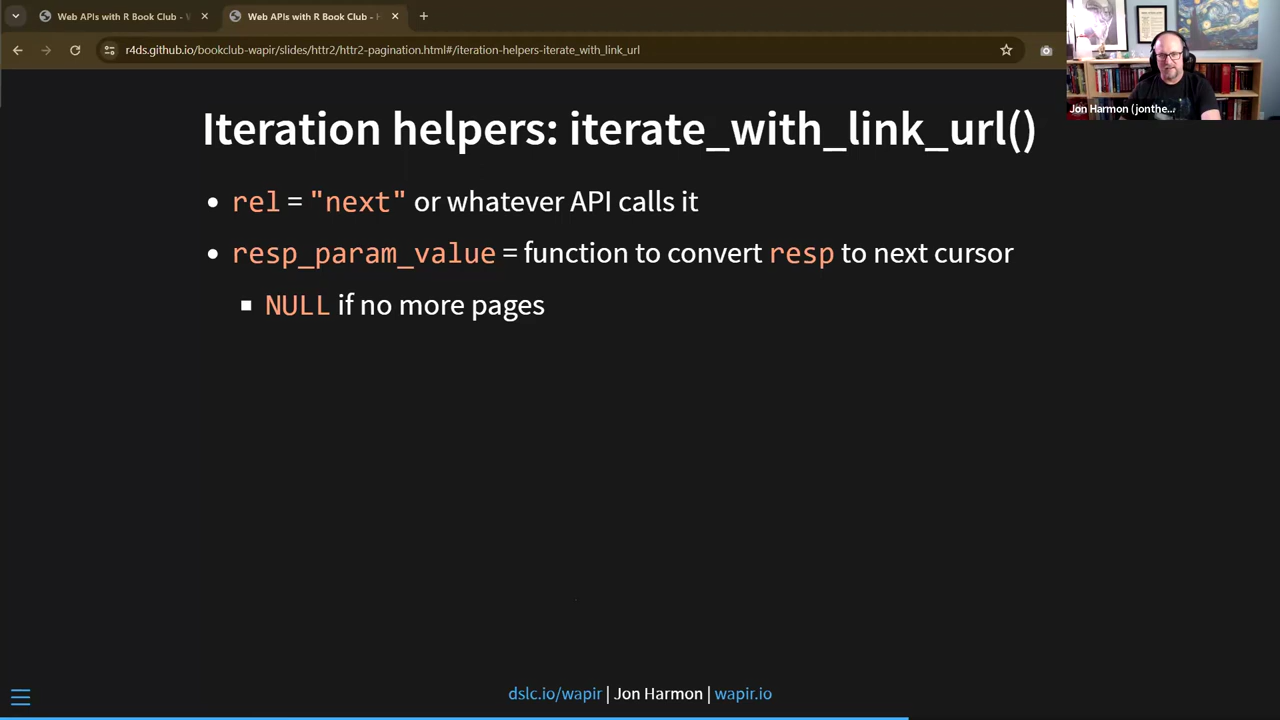 Web APIs with R Book Club - W
Web APIs with R Book Club - H
r4ds.github.io/bookclub-wapir/slides/httr2/httr2-pagination.html#/iteration-helpers-iterate_with_link_url
Jon Harmon (jonthe...
Iteration helpers: iterate_with_link_url()
rel = "next" or whatever API calls it
resp_param_value = function to convert resp to next cursor
NULL if no more pages
dslc.io/wapir | Jon Harmon | wapir.io